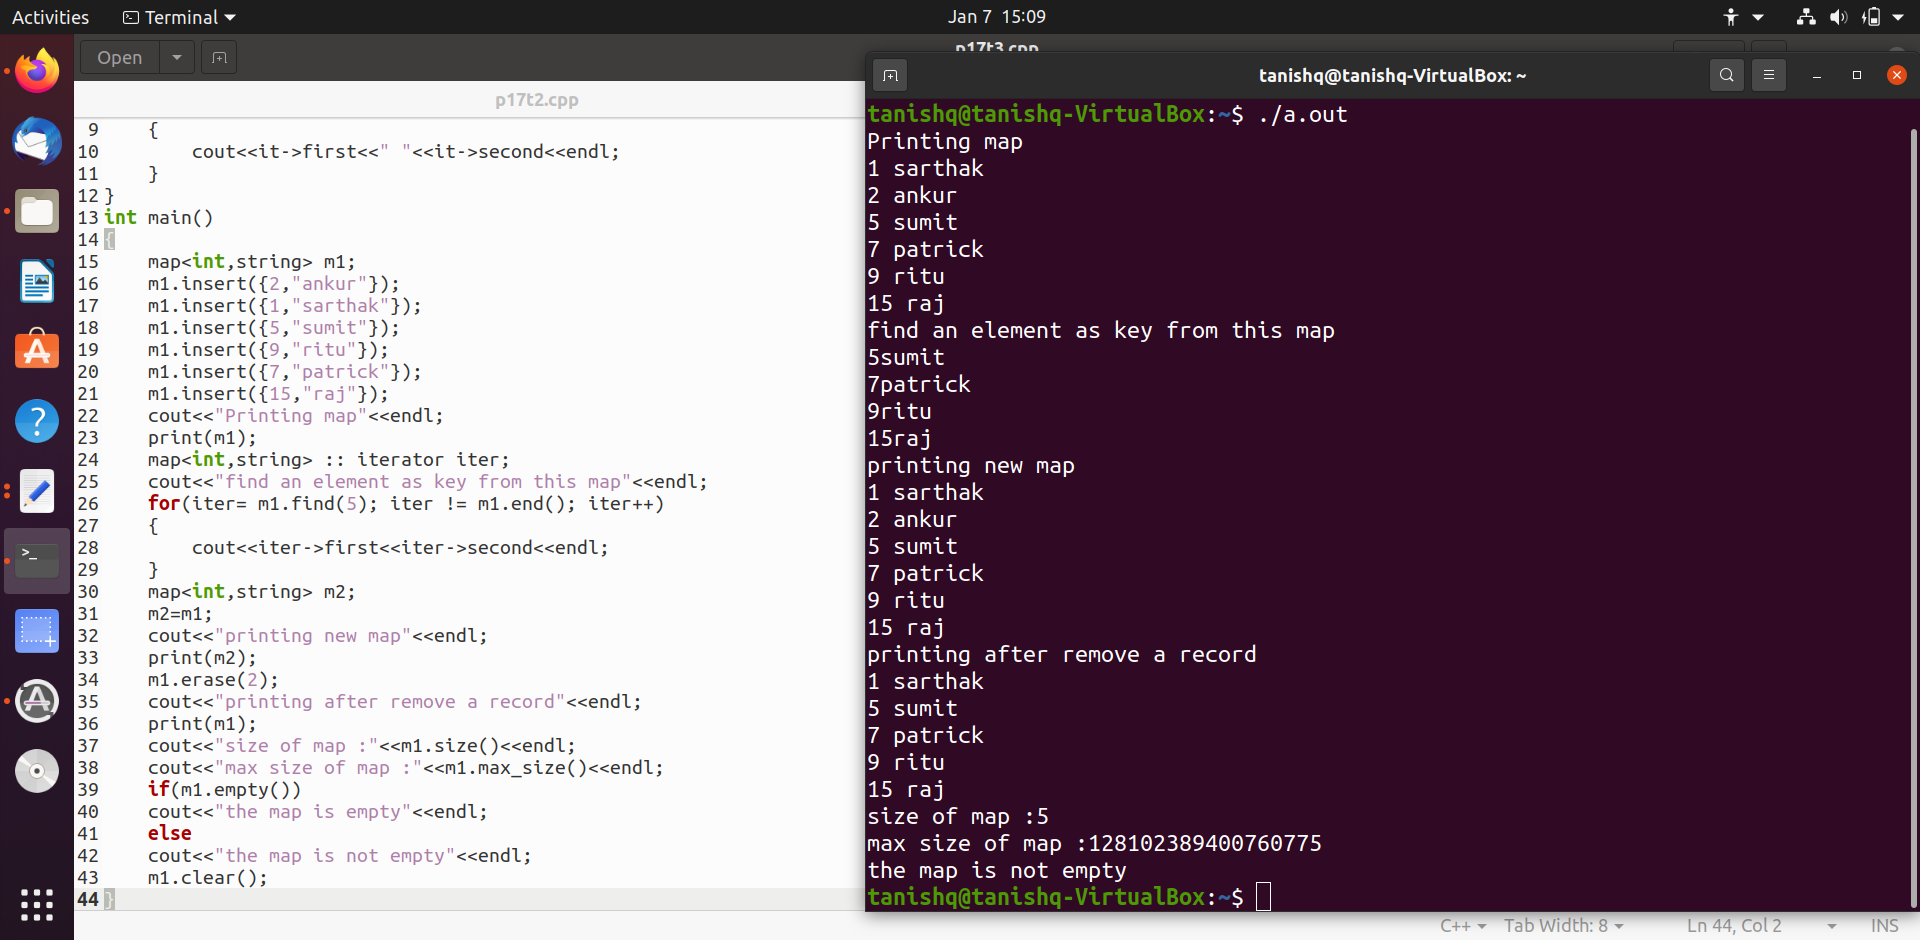 Activities Terminal Jan 7 15:09
Open p17t3.cpp
p17t2.cpp
9 {
10 cout<<it->first<<" "<<it->second<<endl;
11 }
12 }
13 int main()
14 {
15 map<int,string> m1;
16 m1.insert({2,"ankur"});
17 m1.insert({1,"sarthak"});
18 m1.insert({5,"sumit"});
19 m1.insert({9,"ritu"});
20 m1.insert({7,"patrick"});
21 m1.insert({15,"raj"});
22 cout<<"Printing map"<<endl;
23 print(m1);
24 map<int,string> :: iterator iter;
25 cout<<"find an element as key from this map"<<endl;
26 for(iter= m1.find(5); iter != m1.end(); iter++)
27 {
28 cout<<iter->first<<iter->second<<endl;
29 }
30 map<int,string> m2;
31 m2=m1;
32 cout<<"printing new map"<<endl;
33 print(m2);
34 m1.erase(2);
35 cout<<"printing after remove a record"<<endl;
36 print(m1);
37 cout<<"size of map :"<<m1.size()<<endl;
38 cout<<"max size of map :"<<m1.max_size()<<endl;
39 if(m1.empty())
40 cout<<"the map is empty"<<endl;
41 else
42 cout<<"the map is not empty"<<endl;
43 m1.clear();
44 }
tanishq@tanishq-VirtualBox: ~
tanishq@tanishq-VirtualBox:~$ ./a.out
Printing map
1 sarthak
2 ankur
5 sumit
7 patrick
9 ritu
15 raj
find an element as key from this map
5sumit
7patrick
9ritu
15raj
printing new map
1 sarthak
2 ankur
5 sumit
7 patrick
9 ritu
15 raj
printing after remove a record
1 sarthak
5 sumit
7 patrick
9 ritu
15 raj
size of map :5
max size of map :128102389400760775
the map is not empty
tanishq@tanishq-VirtualBox:~$
C++ Tab Width: 8 Ln 44, Col 2 INS